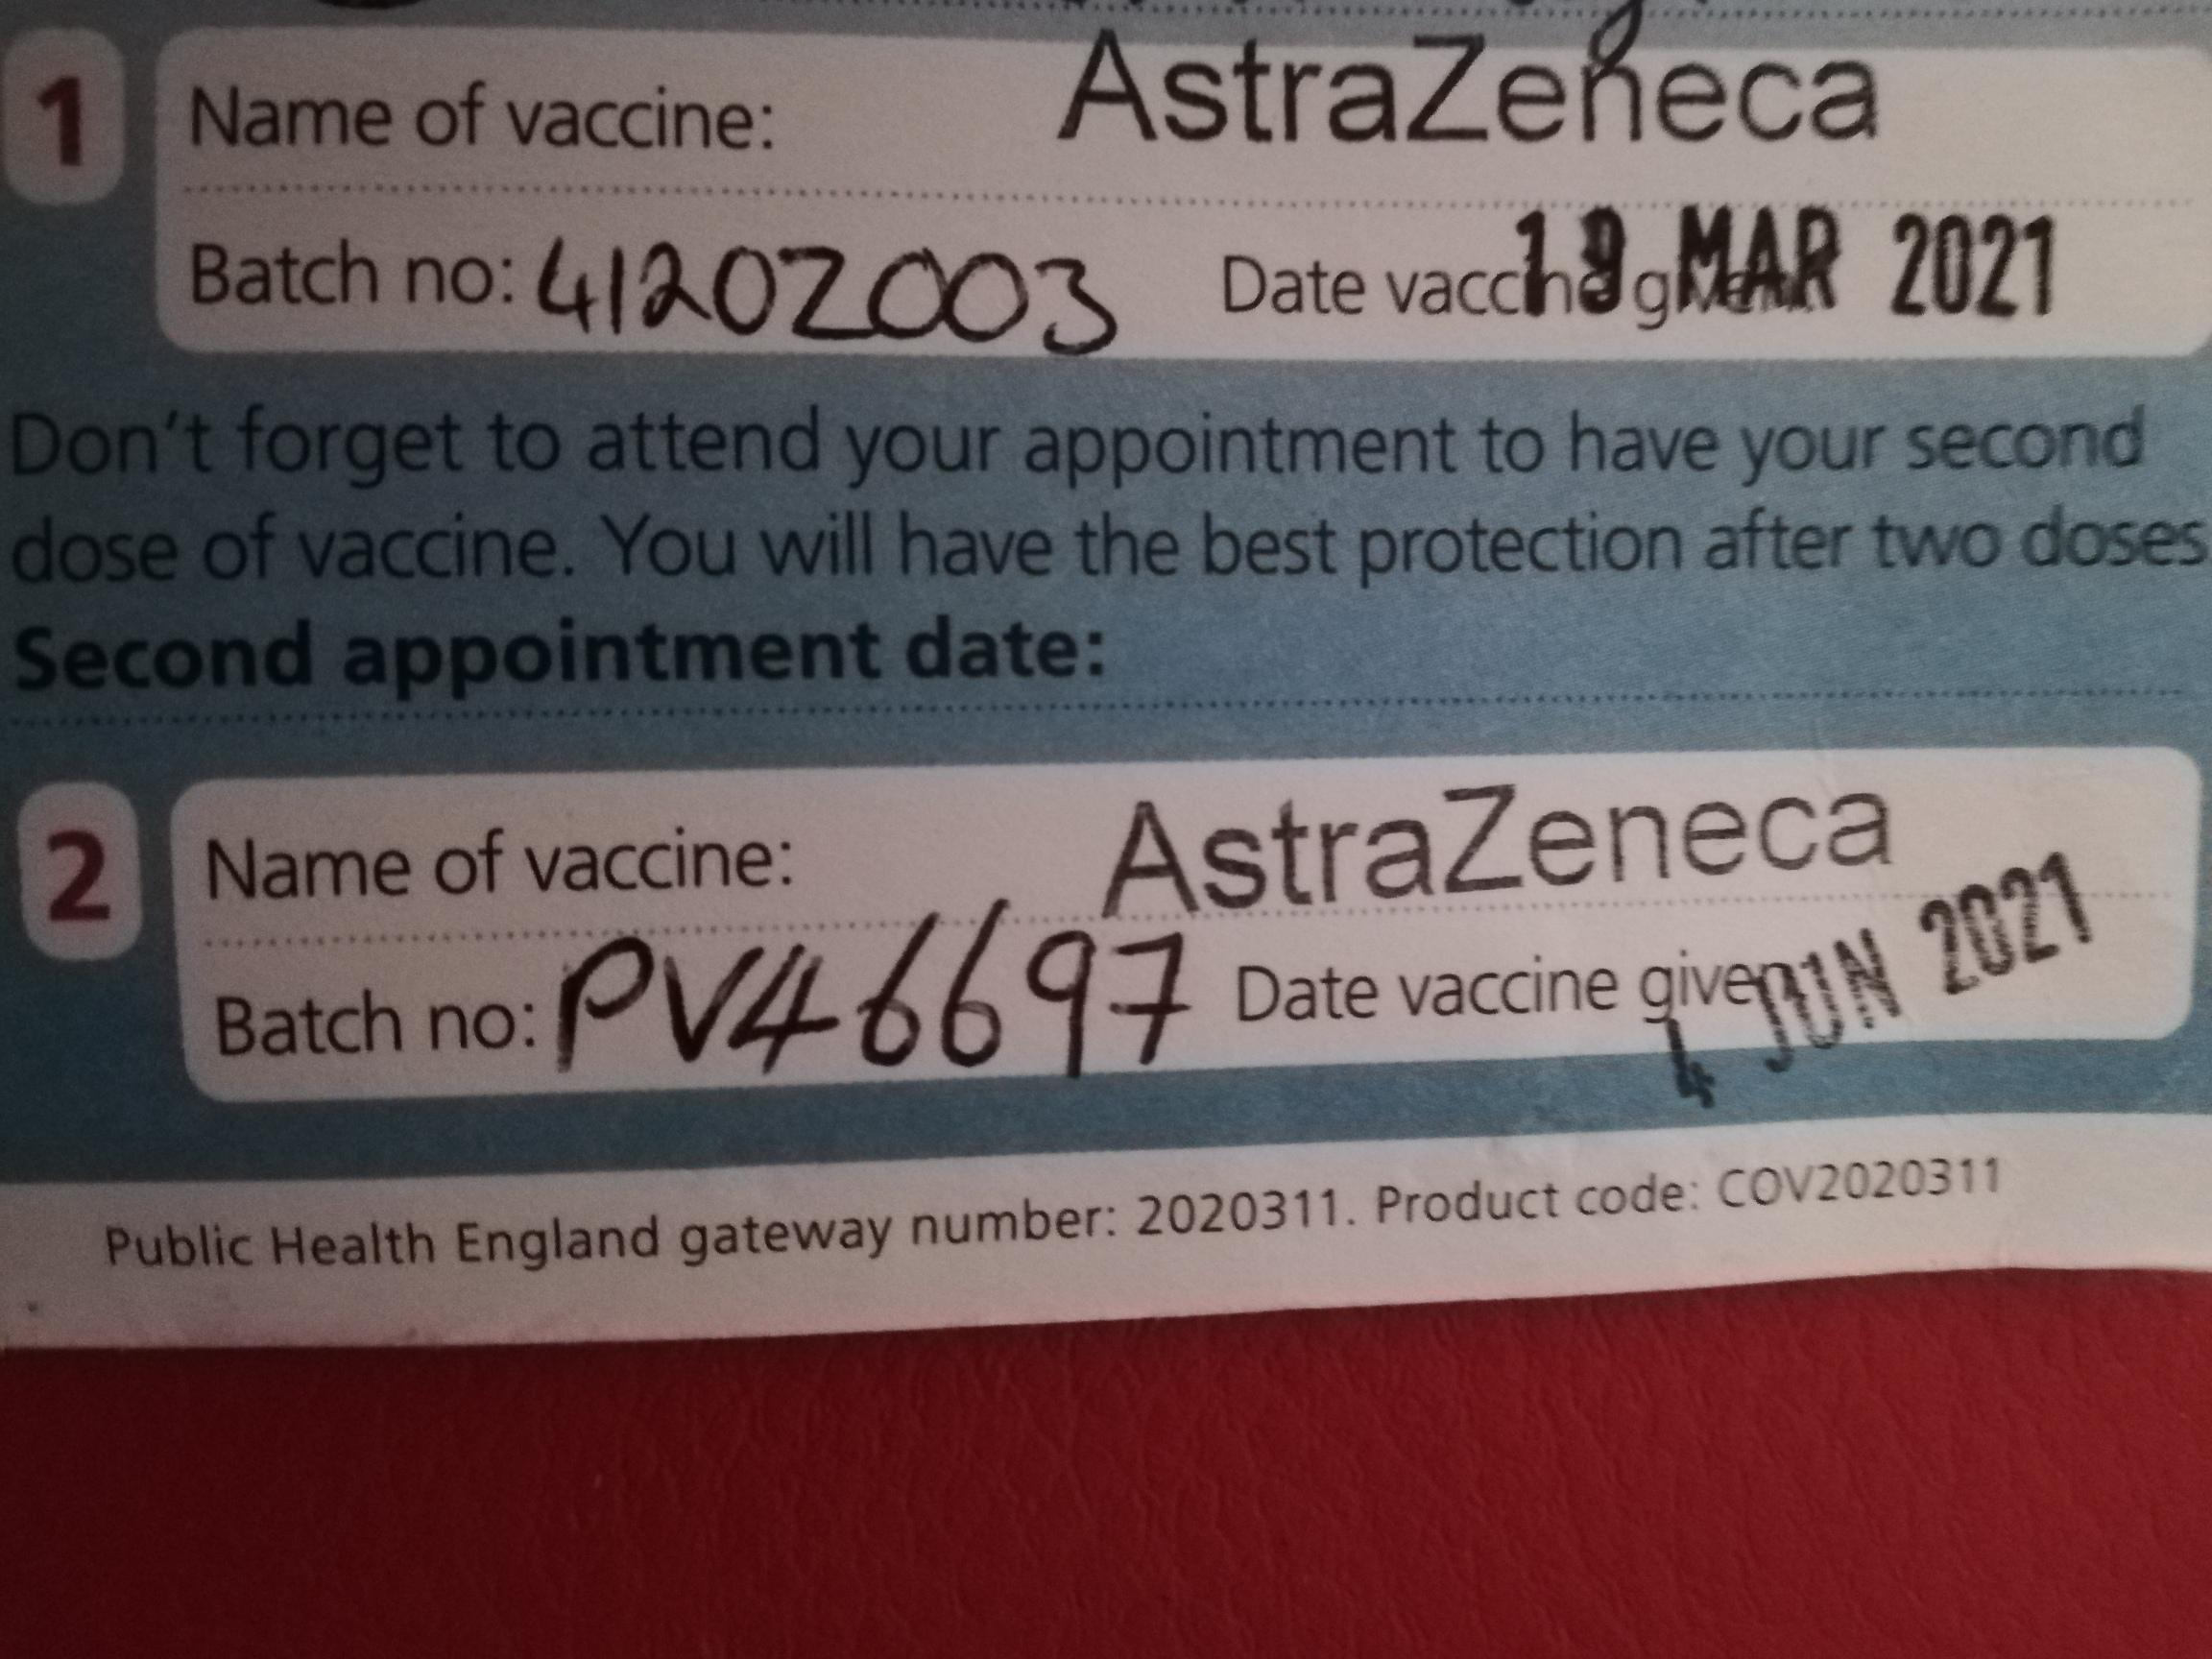 1
Name of vaccine: AstraZeneca
Batch no: 41202003 Date vaccine given: MAR 2021
Don't forget to attend your appointment to have your second
dose of vaccine. You will have the best protection after two doses
Second appointment date:
2
Name of vaccine: AstraZeneca
Batch no: PV46697 Date vaccine given: 4 JUN 2021
Public Health England gateway number: 2020311. Product code: COV2020311